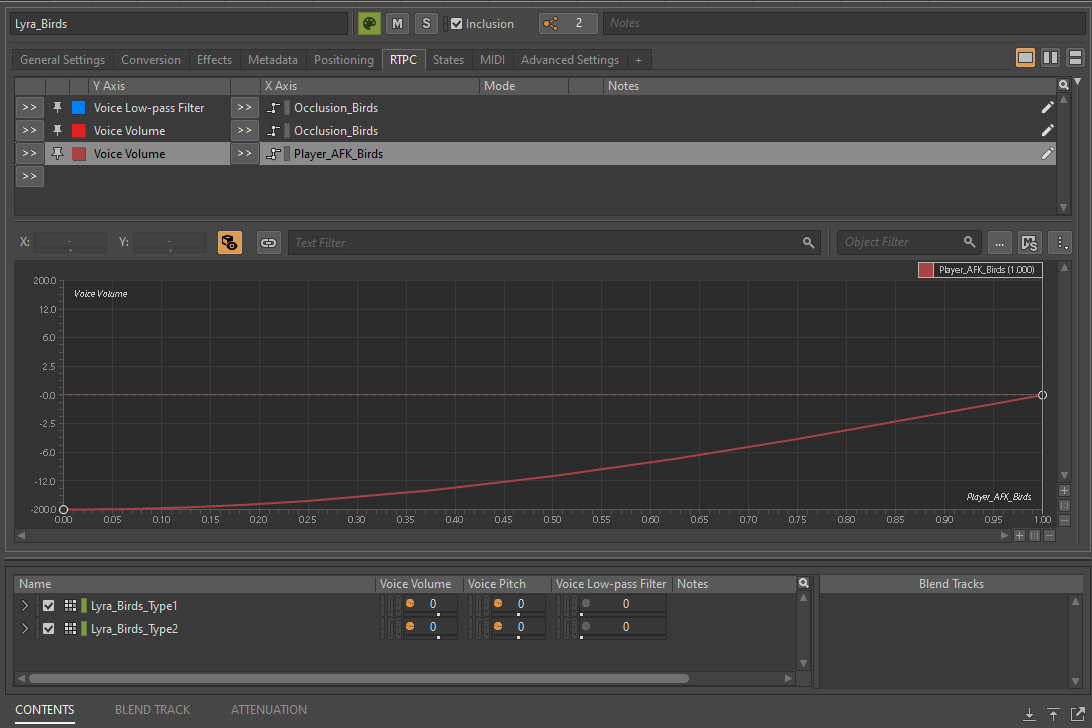 Lyra_Birds M S Inclusion 2 Notes
General Settings Conversion Effects Metadata Positioning RTPC States MIDI Advanced Settings +
Y Axis X Axis Mode Notes
>> Voice Low-pass Filter >> Occlusion_Birds
>> Voice Volume >> Occlusion_Birds
>> Voice Volume >> Player_AFK_Birds
>>
X: - Y: - Text Filter Object Filter ... MS
Player_AFK_Birds (1.000)
200.0
Voice Volume
12.0
6.0
2.5
-0.0
-2.5
-6.0
-12.0
Player_AFK_Birds
-200.0
0.00 0.05 0.10 0.15 0.20 0.25 0.30 0.35 0.40 0.45 0.50 0.55 0.60 0.65 0.70 0.75 0.80 0.85 0.90 0.95 1.00
Name Voice Volume Voice Pitch Voice Low-pass Filter Notes Blend Tracks
Lyra_Birds_Type1 0 0 0
Lyra_Birds_Type2 0 0 0
CONTENTS BLEND TRACK ATTENUATION